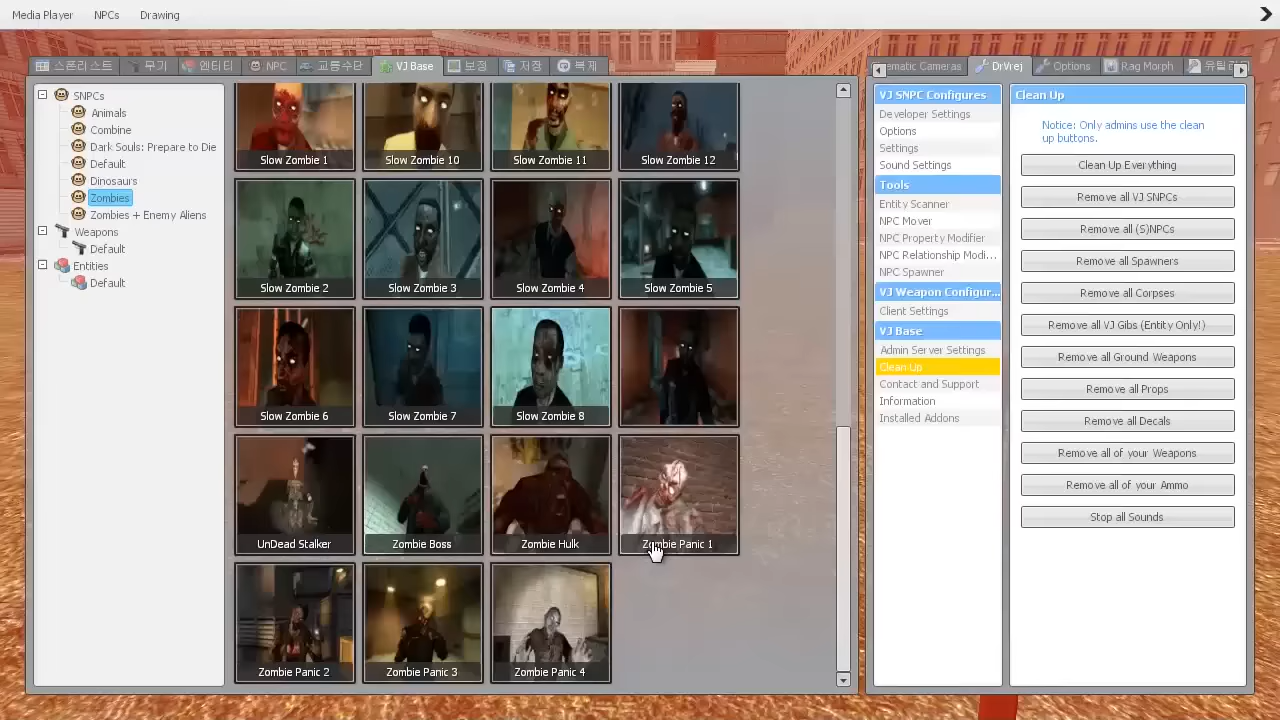 Media Player
NPCs
Drawing
스폰리스트
무기
엔티티
NPC
교통수단
VJ Base
보정
저장
복제
SNPCs
Animals
Combine
Dark Souls: Prepare to Die
Default
Dinosaurs
Zombies
Zombies + Enemy Aliens
Weapons
Default
Entities
Default
Slow Zombie 1
Slow Zombie 10
Slow Zombie 11
Slow Zombie 12
Slow Zombie 2
Slow Zombie 3
Slow Zombie 4
Slow Zombie 5
Slow Zombie 6
Slow Zombie 7
Slow Zombie 8
UnDead Stalker
Zombie Boss
Zombie Hulk
Zombie Panic 1
Zombie Panic 2
Zombie Panic 3
Zombie Panic 4
ematic Cameras
DrVrej
Options
Rag Morph
VJ SNPC Configures
Developer Settings
Options
Settings
Sound Settings
Tools
Entity Scanner
NPC Mover
NPC Property Modifier
NPC Relationship Modi...
NPC Spawner
VJ Weapon Configur...
Client Settings
VJ Base
Admin Server Settings
Clean Up
Contact and Support
Information
Installed Addons
Clean Up
Notice: Only admins use the clean
up buttons.
Clean Up Everything
Remove all VJ SNPCs
Remove all (S)NPCs
Remove all Spawners
Remove all Corpses
Remove all VJ Gibs (Entity Only!)
Remove all Ground Weapons
Remove all Props
Remove all Decals
Remove all of your Weapons
Remove all of your Ammo
Stop all Sounds